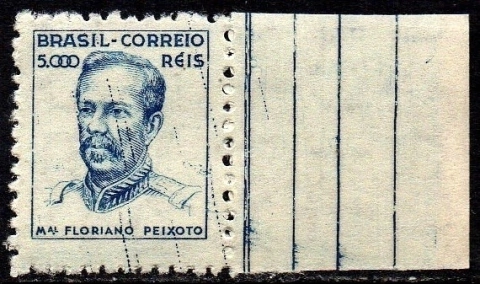 BRASIL-CORREIO
5.000 RÉIS
MAL FLORIANO PEIXOTO